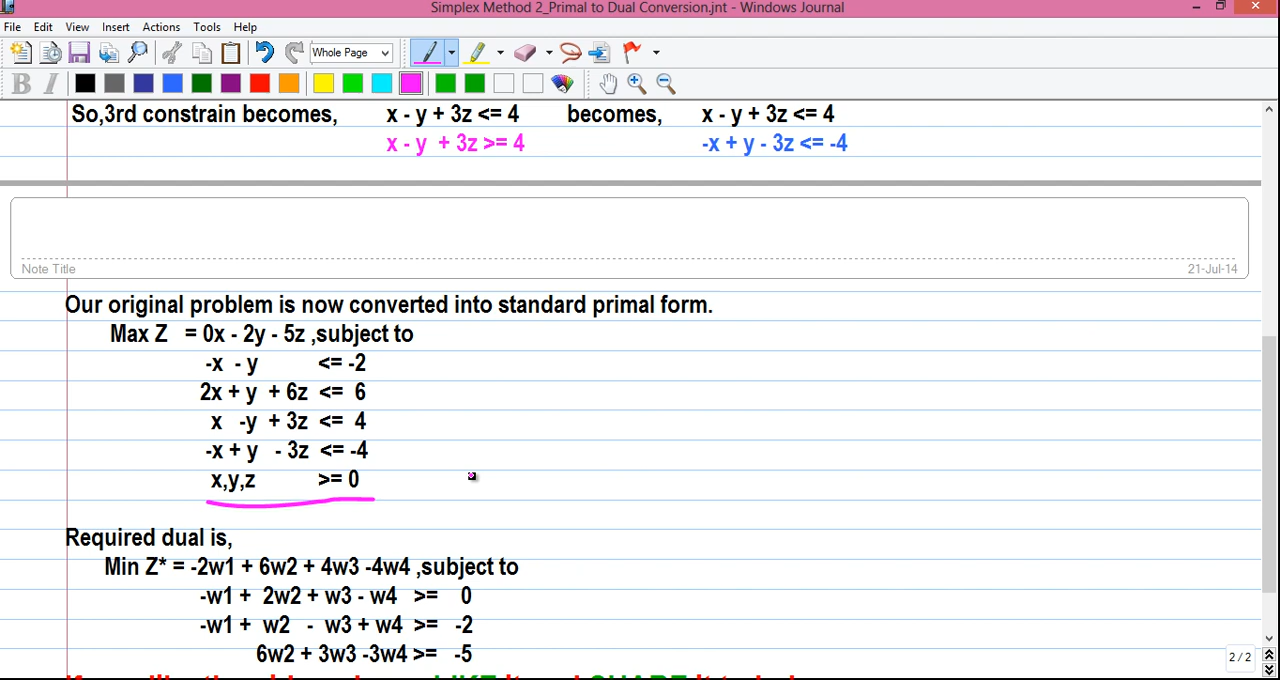 Simplex Method 2_Primal to Dual Conversion.jnt - Windows Journal
File Edit View Insert Actions Tools Help
Whole Page
B I
So,3rd constrain becomes, x - y + 3z <= 4 becomes, x - y + 3z <= 4
x - y + 3z >= 4 -x + y - 3z <= -4
Note Title 21-Jul-14
Our original problem is now converted into standard primal form.
Max Z = 0x - 2y - 5z ,subject to
-x - y <= -2
2x + y + 6z <= 6
x -y + 3z <= 4
-x + y - 3z <= -4
x,y,z >= 0
Required dual is,
Min Z* = -2w1 + 6w2 + 4w3 -4w4 ,subject to
-w1 + 2w2 + w3 - w4 >= 0
-w1 + w2 - w3 + w4 >= -2
6w2 + 3w3 -3w4 >= -5
2 / 2